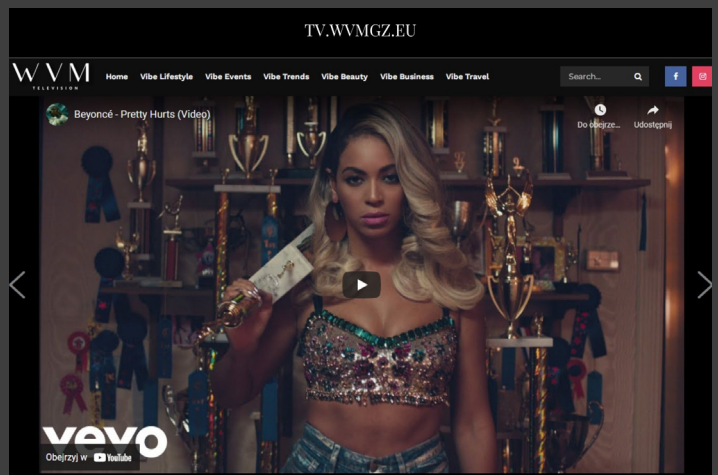 TV.WVMGZ.EU
WVM
TELEVISION
Home Vibe Lifestyle Vibe Events Vibe Trends Vibe Beauty Vibe Business Vibe Travel
Search...
Beyoncé - Pretty Hurts (Video)
Do obejrze... Udostępnij
vevo
Obejrzyj w YouTube